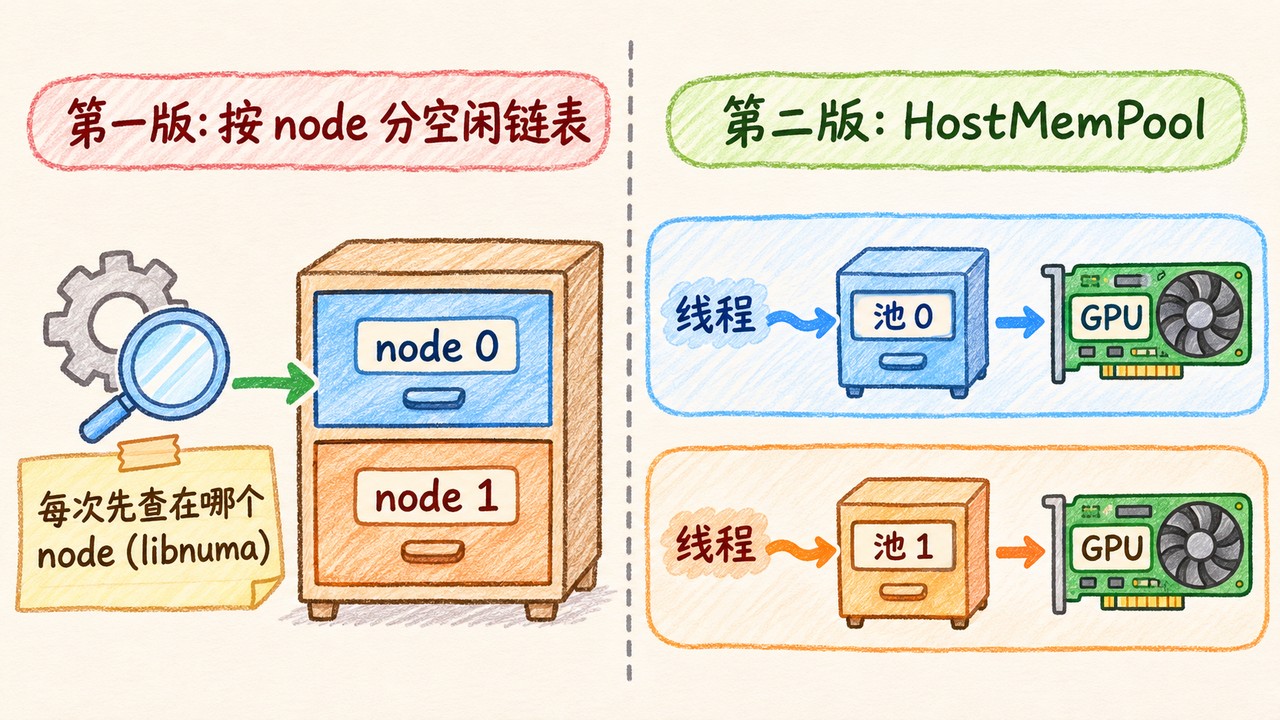 第一版: 按 node 分空闲链表
node 0
node 1
每次先查在哪个
node (libnuma)
第二版: HostMemPool
线程
池 0
GPU
线程
池 1
GPU